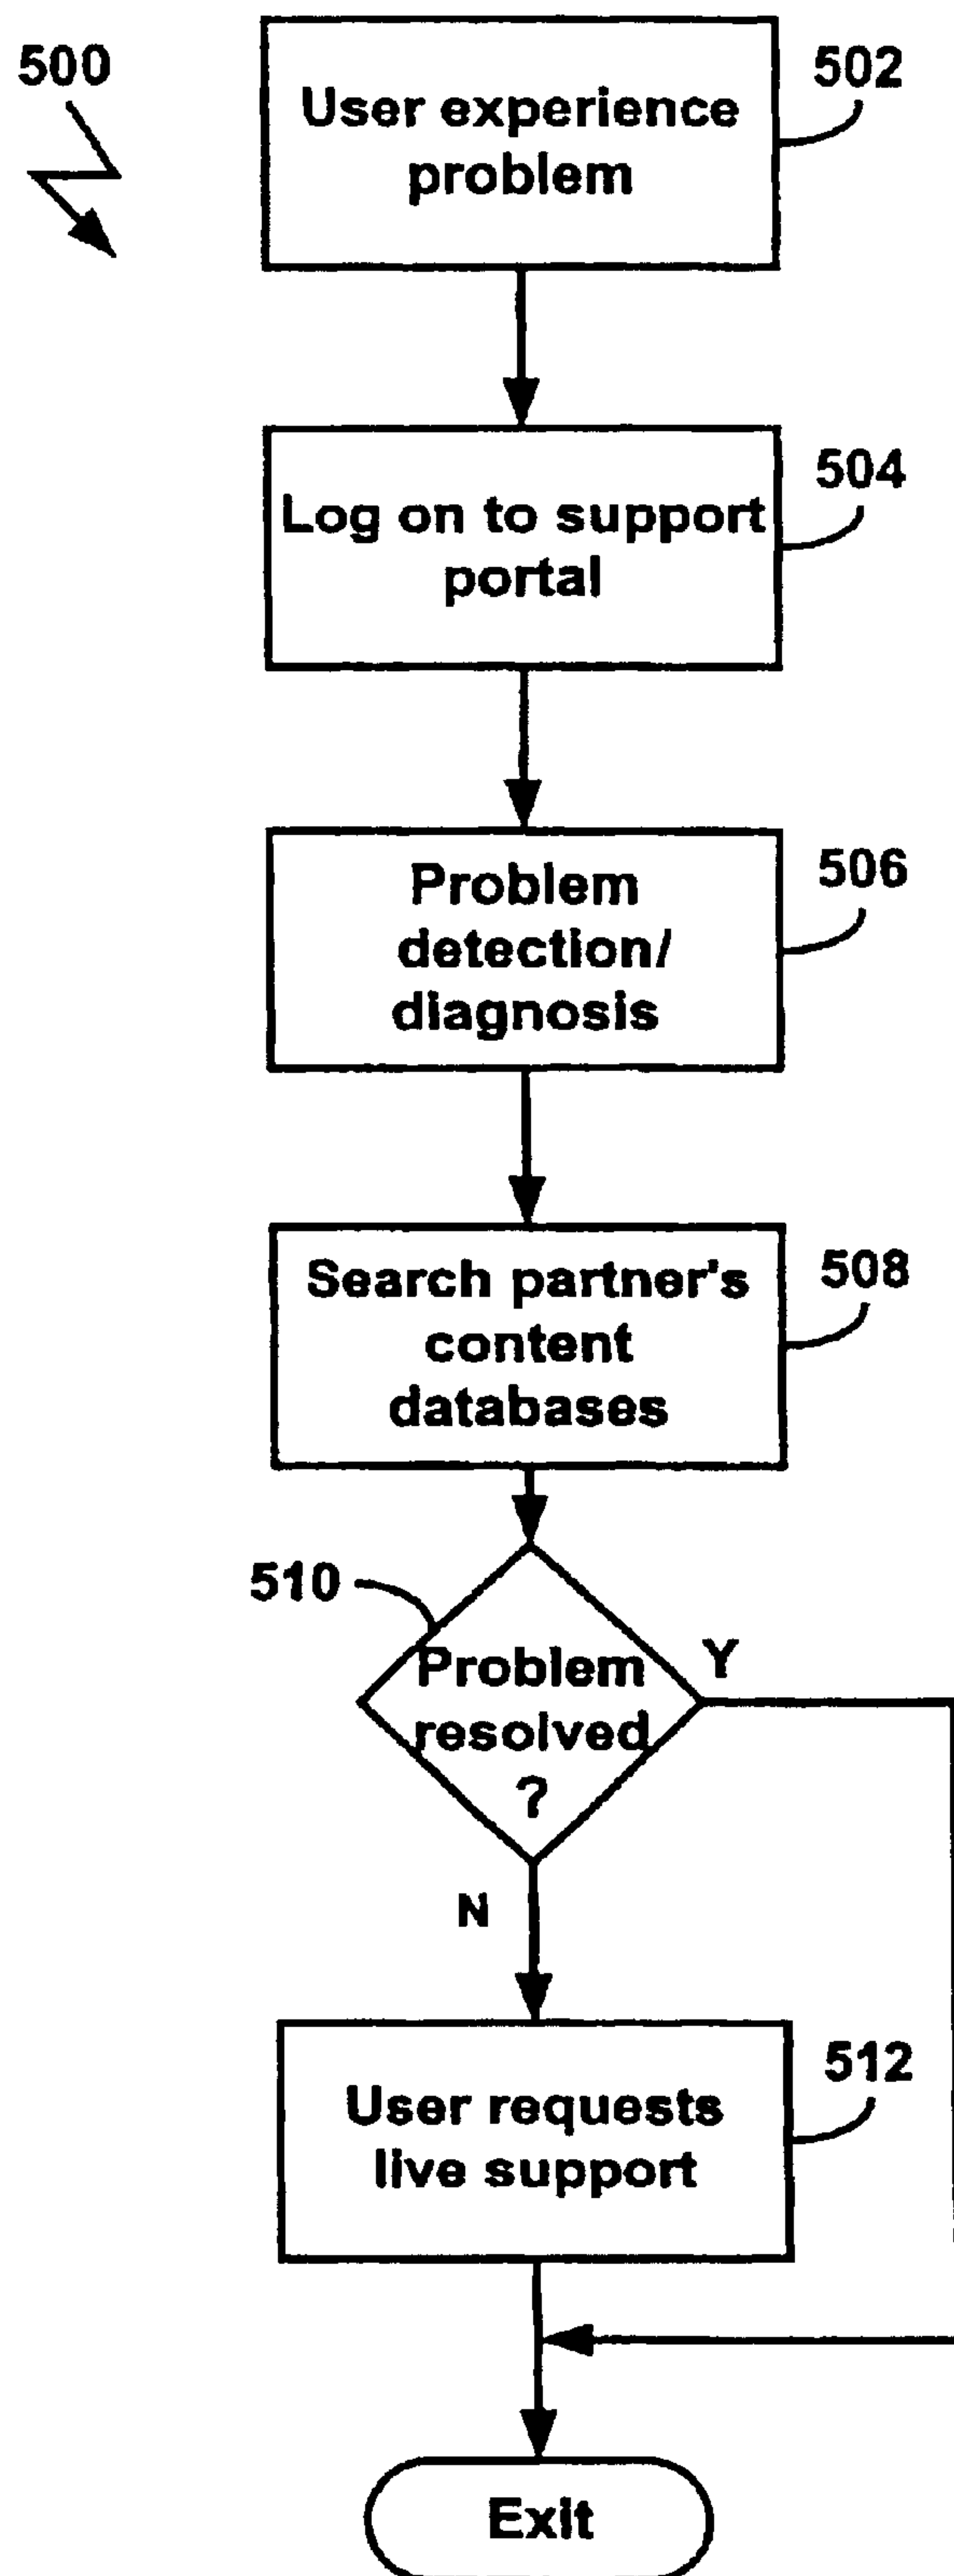 500
502
User experience
problem
504
Log on to support
portal
506
Problem
detection/
diagnosis
508
Search partner's
content
databases
510
Problem
resolved
?
Y
N
512
User requests
live support
Exit